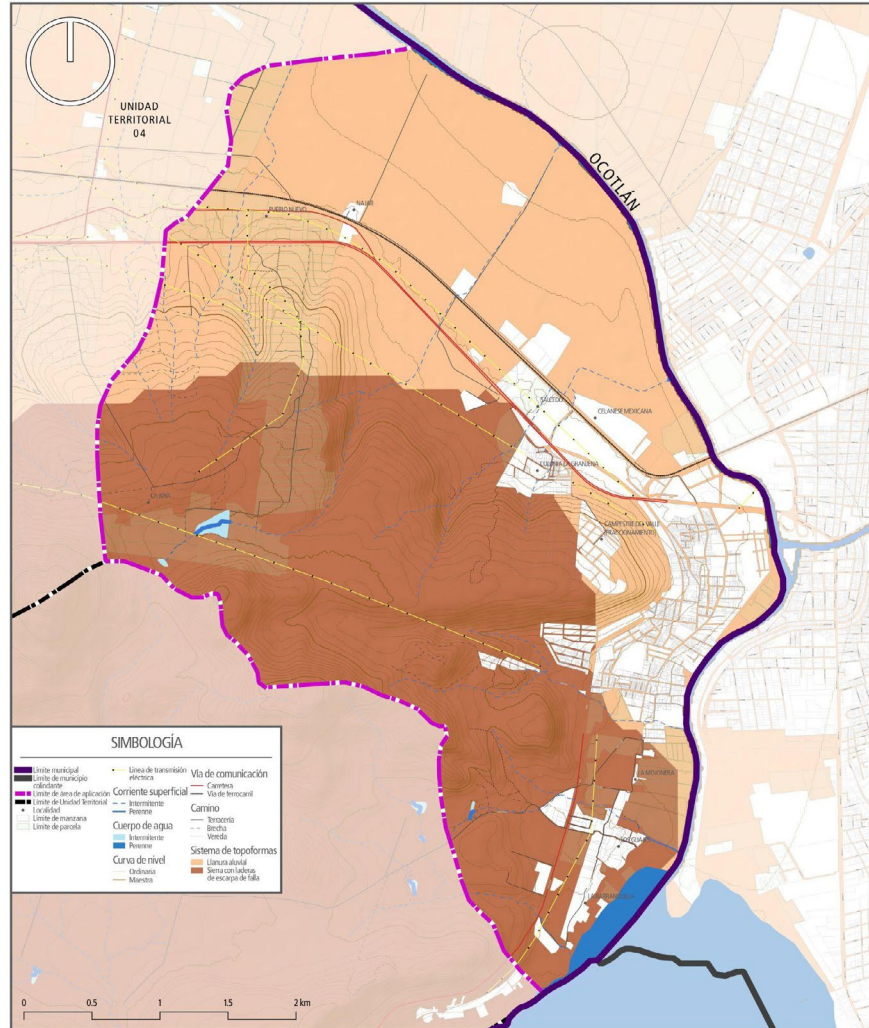 UNIDAD
TERRITORIAL
04
OCOTLÁN
PUEBLO NUEVO
CELANESE MEXICANA
COLONIA LA GRANJENA
CAMPESTRE DEL VALLE
(FRACCIONAMIENTO)
LA MOJONERA
SIMBOLOGÍA
Límite municipal
Límite de municipio
colindante
Límite de área de aplicación
Límite de Unidad Territorial
Localidad
Límite de manzana
Límite de parcela
Línea de transmisión
eléctrica
Corriente superficial
Intermitente
Perenne
Cuerpo de agua
Intermitente
Perenne
Curva de nivel
Ordinaria
Maestra
Vía de comunicación
Carretera
Vía de ferrocarril
Camino
Terracería
Brecha
Vereda
Sistema de topoformas
Llanura aluvial
Sierra con laderas
de escarpa de falla
0 0.5 1 1.5 2 km